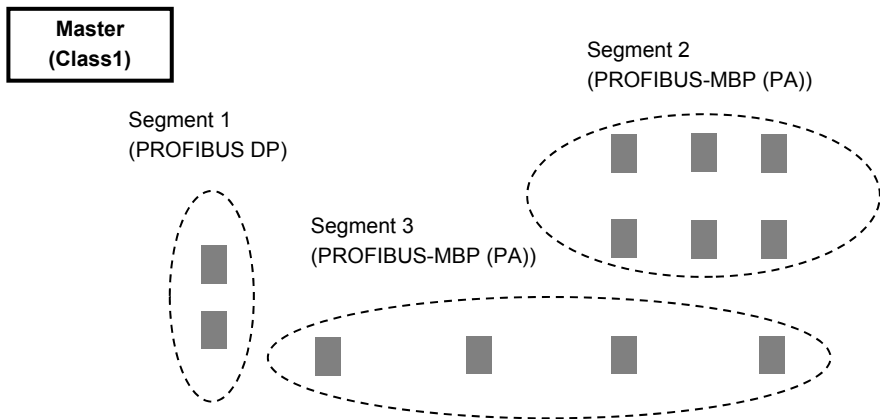 Master
(Class1)
Segment 2
(PROFIBUS-MBP (PA))
Segment 1
(PROFIBUS DP)
Segment 3
(PROFIBUS-MBP (PA))